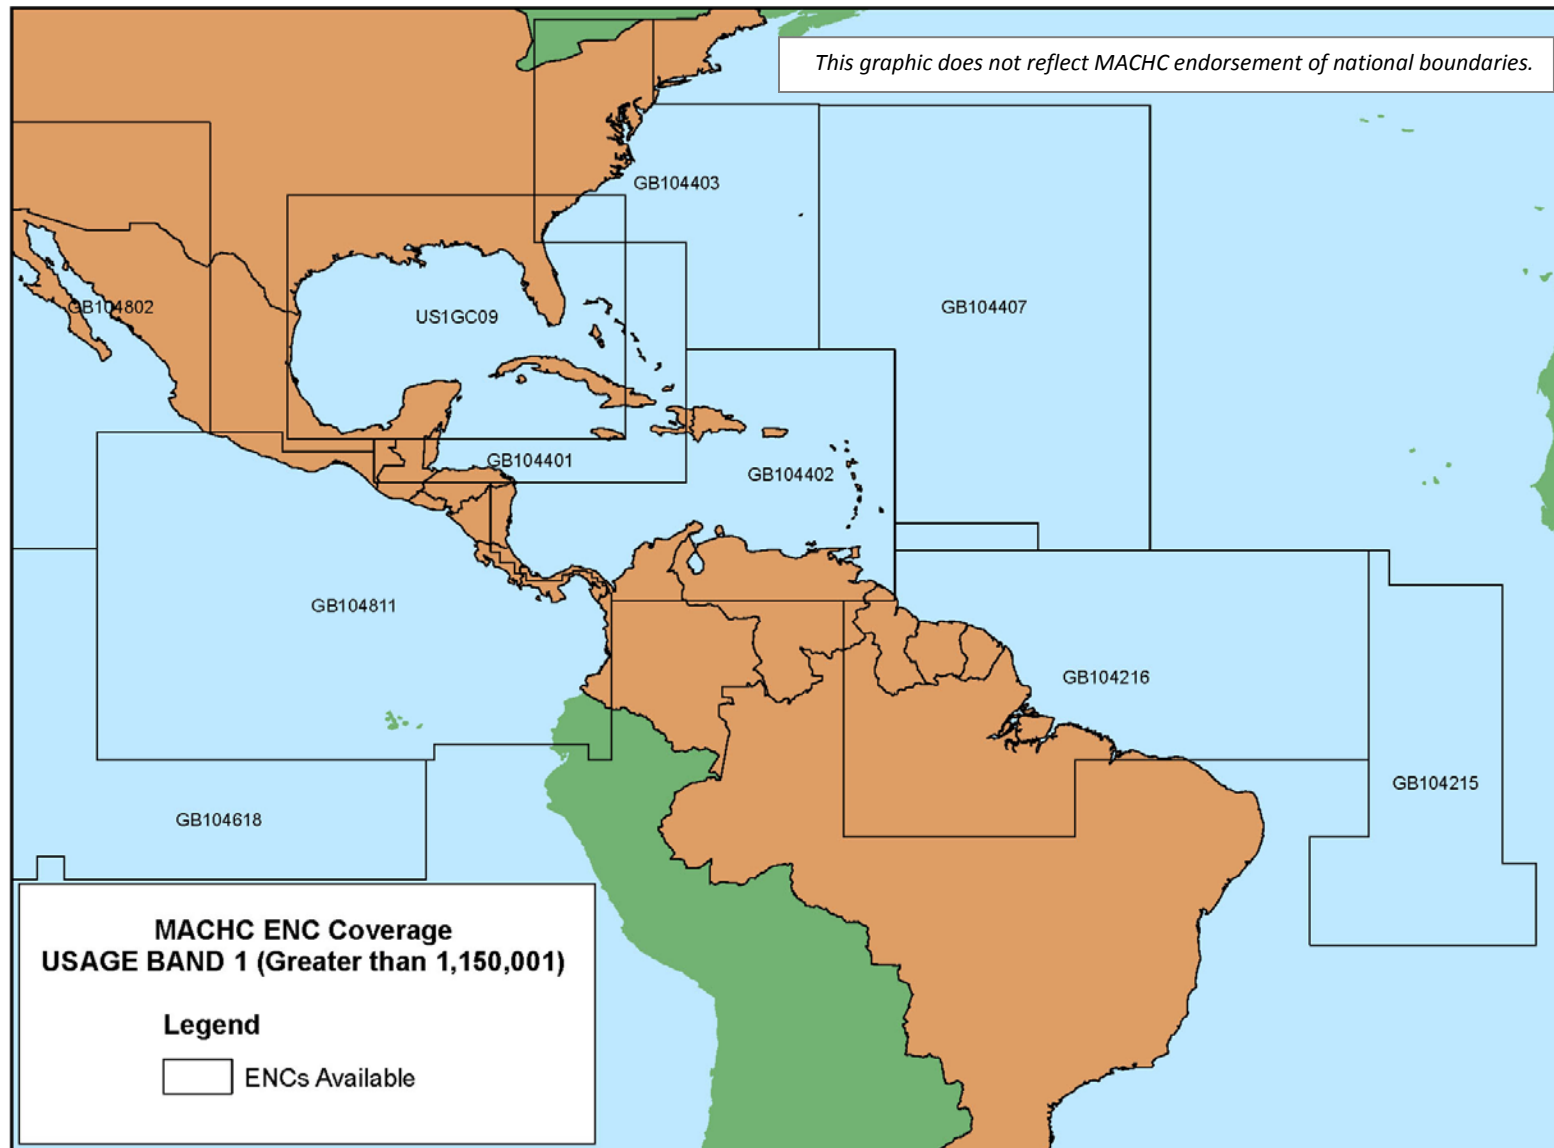 This graphic does not reflect MACHC endorsement of national boundaries.
GB104403
GB104802
US1GC09
GB104407
GB104401
GB104402
GB104811
GB104216
GB104215
GB104618
MACHC ENC Coverage
USAGE BAND 1 (Greater than 1,150,001)
Legend
ENCs Available